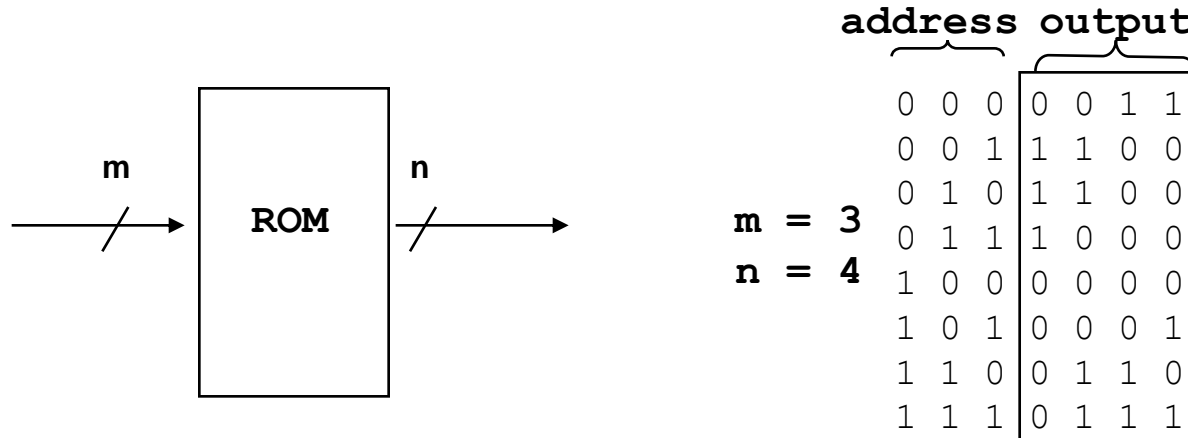 m
n
ROM
m = 3
n = 4
address output
0 0 0 0 0 1 1
0 0 1 1 1 0 0
0 1 0 1 1 0 0
0 1 1 1 0 0 0
1 0 0 0 0 0 0
1 0 1 0 0 0 1
1 1 0 0 1 1 0
1 1 1 0 1 1 1